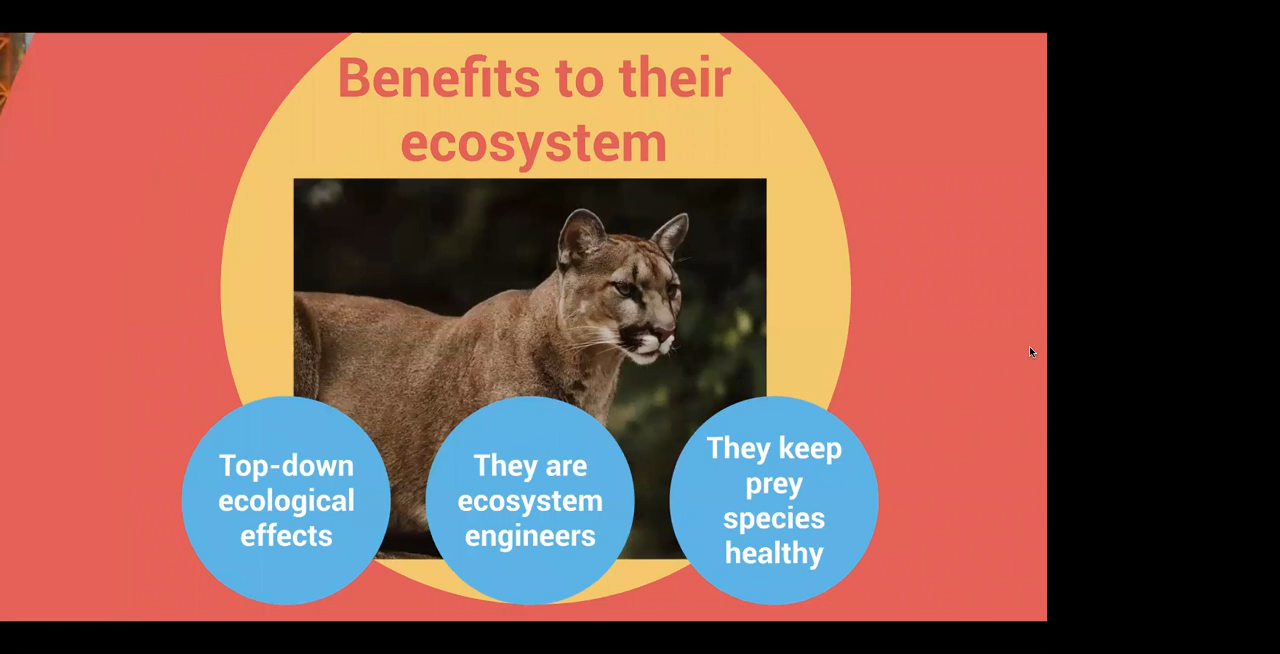 Benefits to their
ecosystem
Top-down
ecological
effects
They are
ecosystem
engineers
They keep
prey
species
healthy